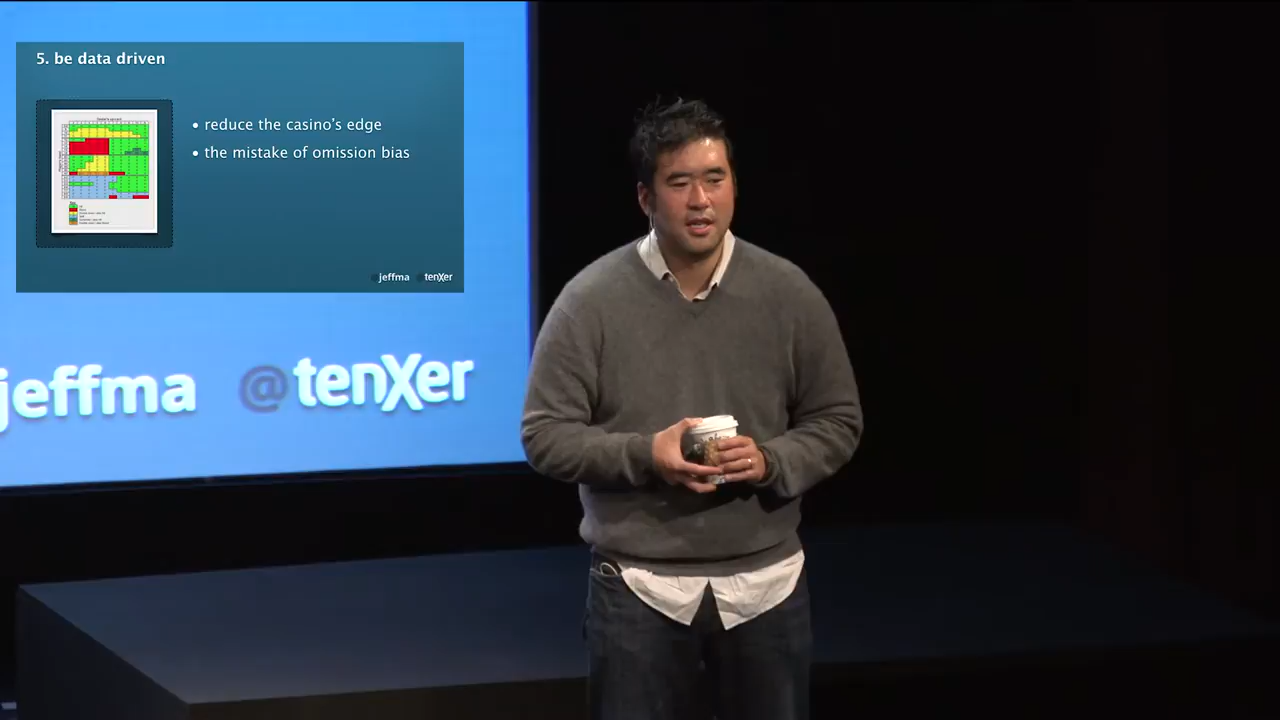 5. be data driven
• reduce the casino's edge
• the mistake of omission bias
@jeffma @tenXer
jeffma @tenXer